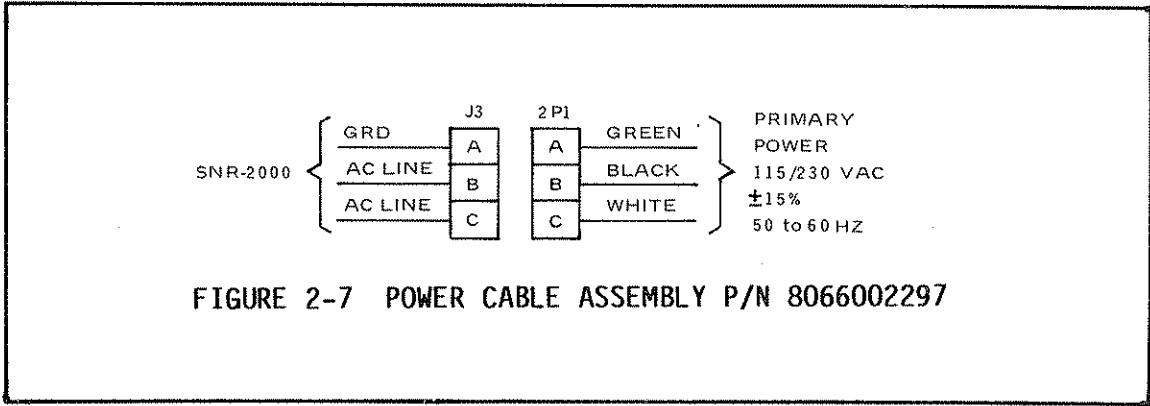 J3 2P1
GRD A A GREEN PRIMARY
POWER
SNR-2000 AC LINE B B BLACK 115/230 VAC
±15%
AC LINE C C WHITE 50 to 60 HZ
FIGURE 2-7 POWER CABLE ASSEMBLY P/N 8066002297